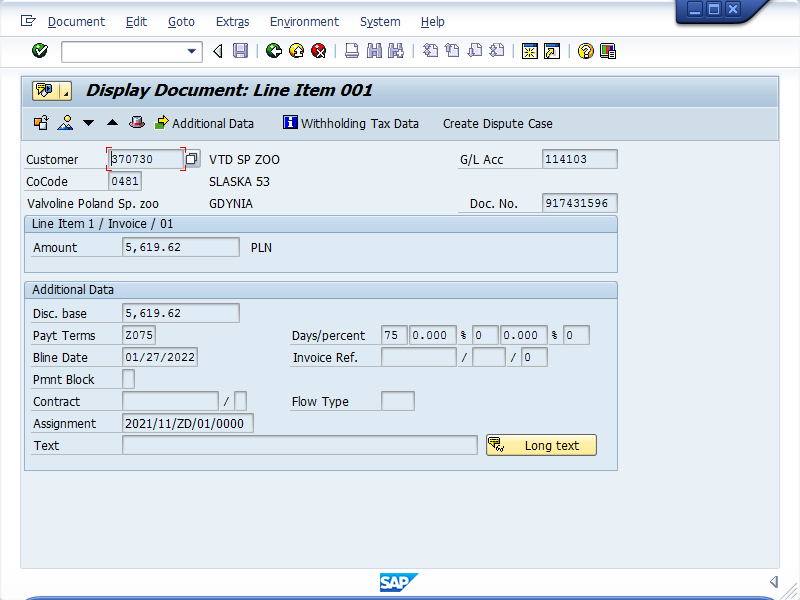 Document Edit Goto Extras Environment System Help
Display Document: Line Item 001
Additional Data Withholding Tax Data Create Dispute Case
Customer 370730 VTD SP ZOO G/L Acc 114103
CoCode 0481 SLASKA 53
Valvoline Poland Sp. zoo GDYNIA Doc. No. 917431596
Line Item 1 / Invoice / 01
Amount 5,619.62 PLN
Additional Data
Disc. base 5,619.62
Payt Terms Z075 Days/percent 75 0.000 % 0 0.000 % 0
Bline Date 01/27/2022 Invoice Ref. / / 0
Pmnt Block
Contract / Flow Type
Assignment 2021/11/ZD/01/0000
Text Long text
SAP